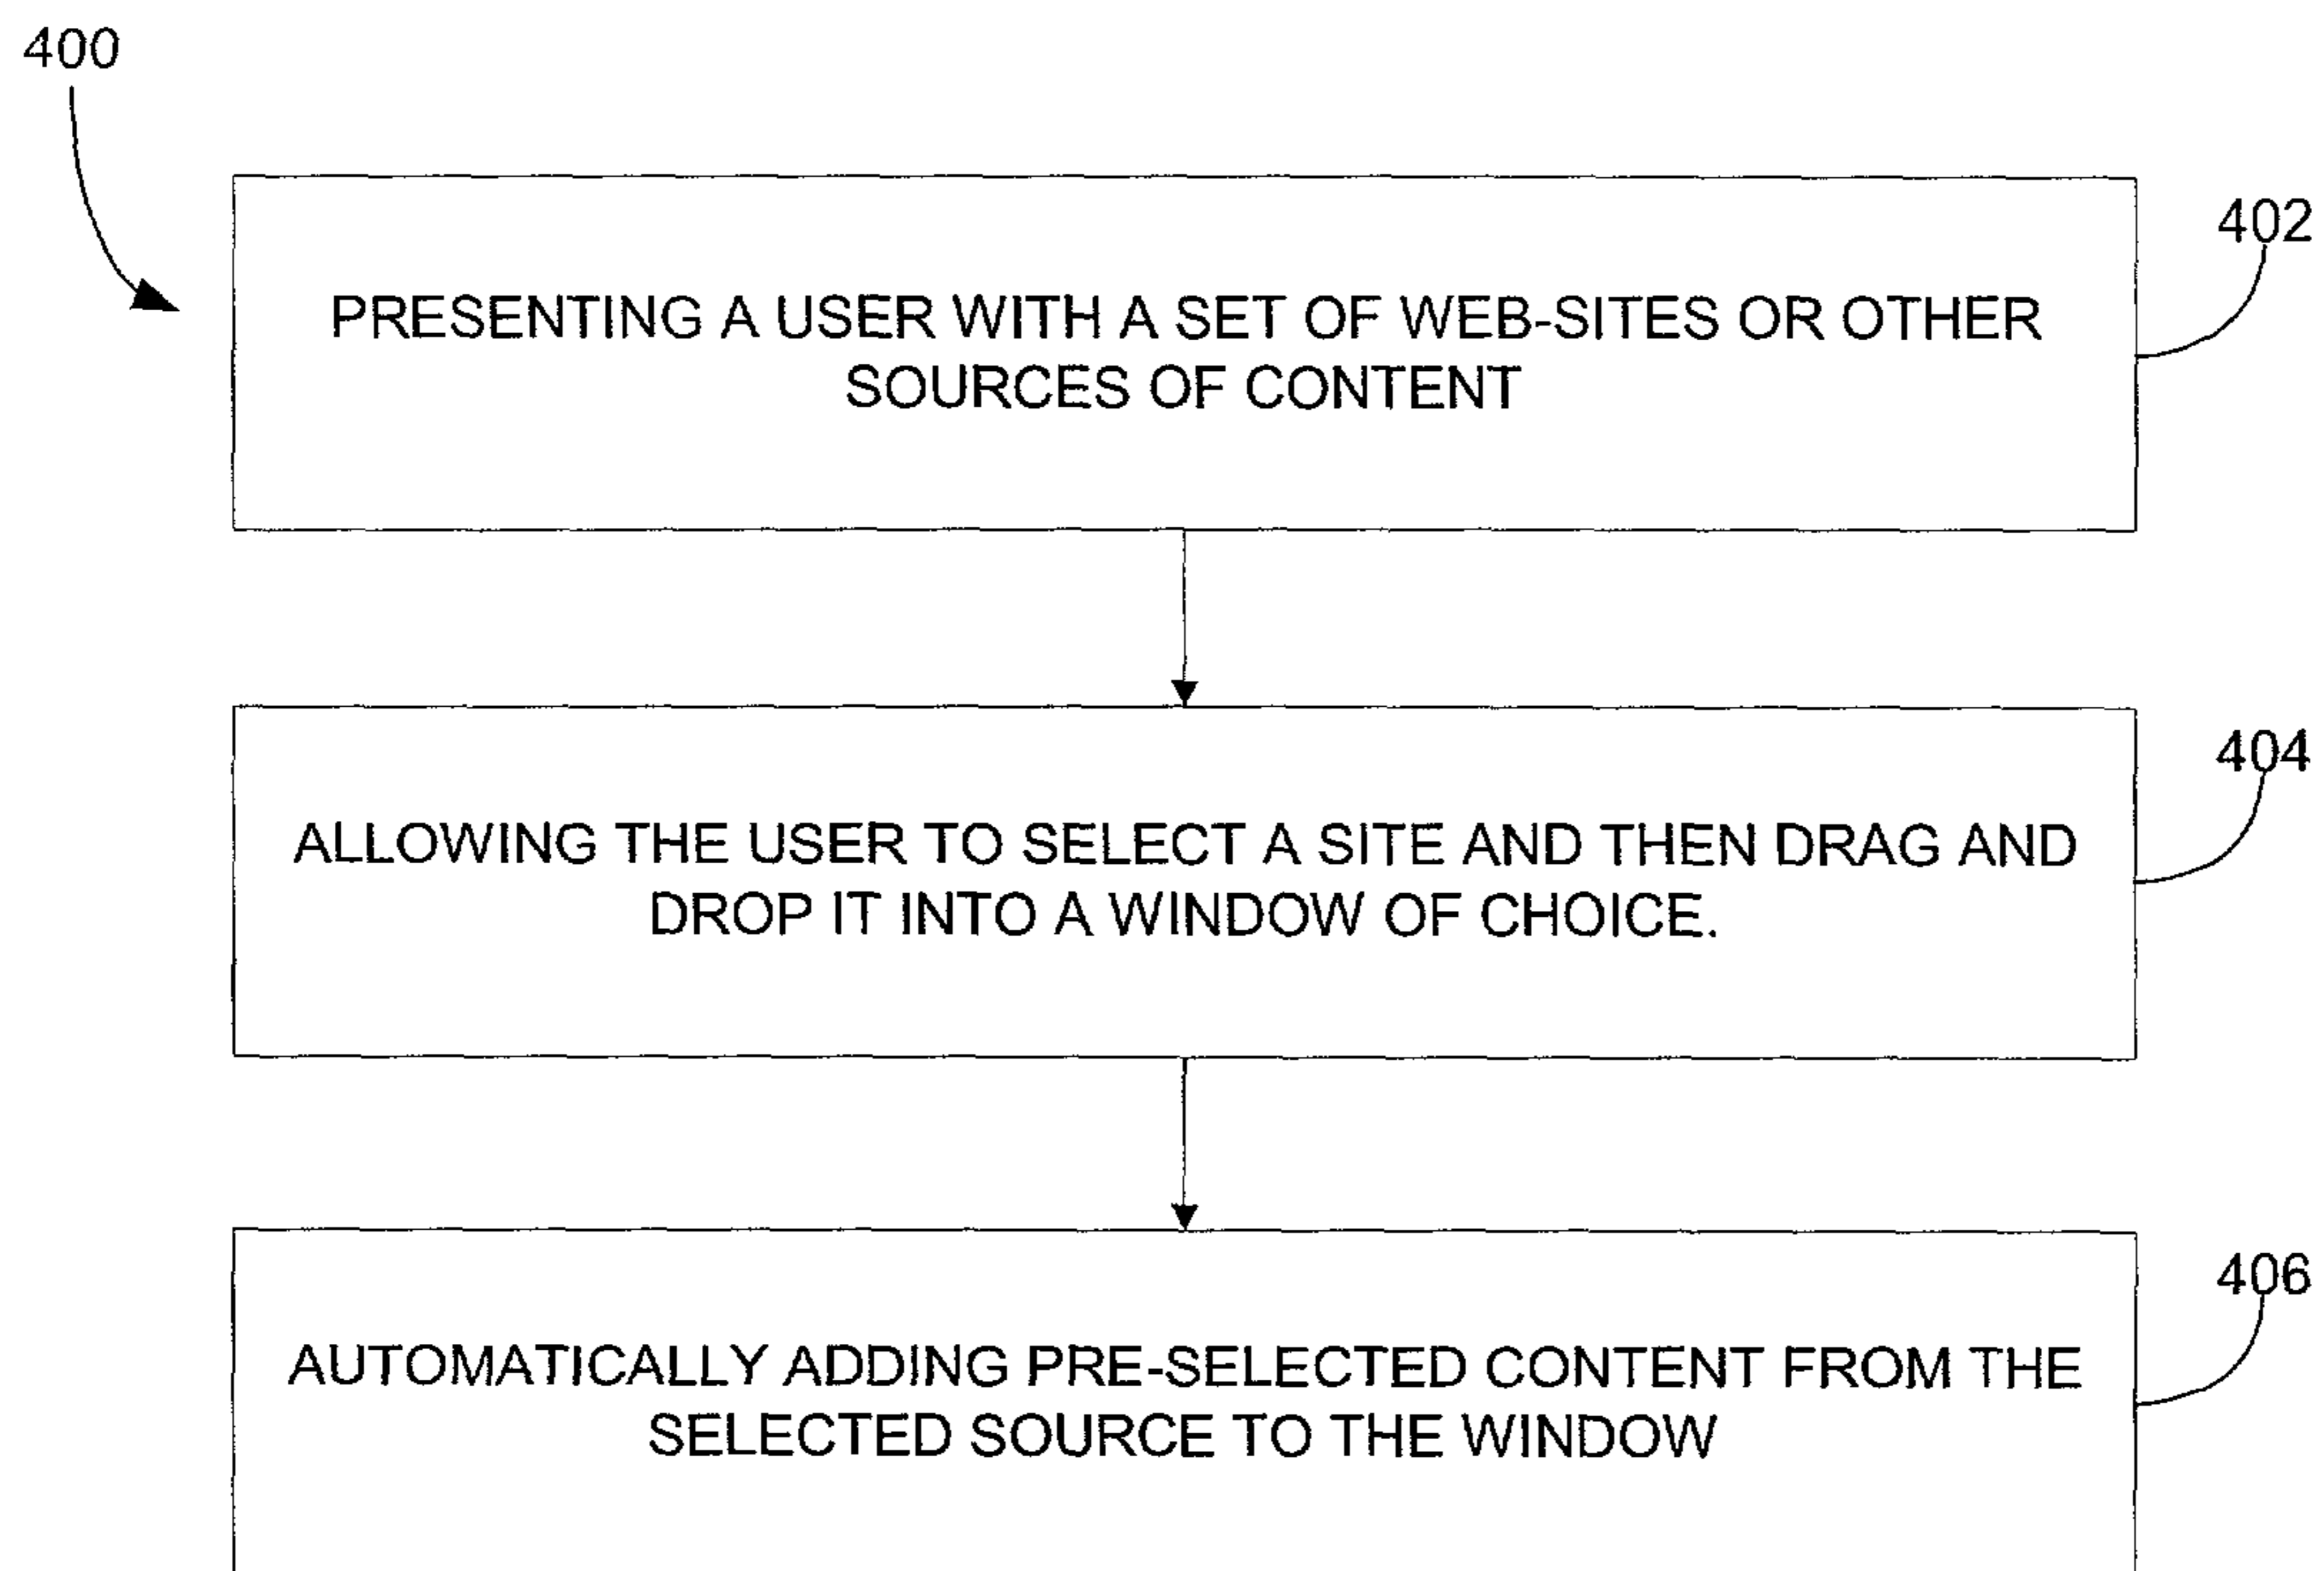 400
402
PRESENTING A USER WITH A SET OF WEB-SITES OR OTHER
SOURCES OF CONTENT
404
ALLOWING THE USER TO SELECT A SITE AND THEN DRAG AND
DROP IT INTO A WINDOW OF CHOICE.
406
AUTOMATICALLY ADDING PRE-SELECTED CONTENT FROM THE
SELECTED SOURCE TO THE WINDOW